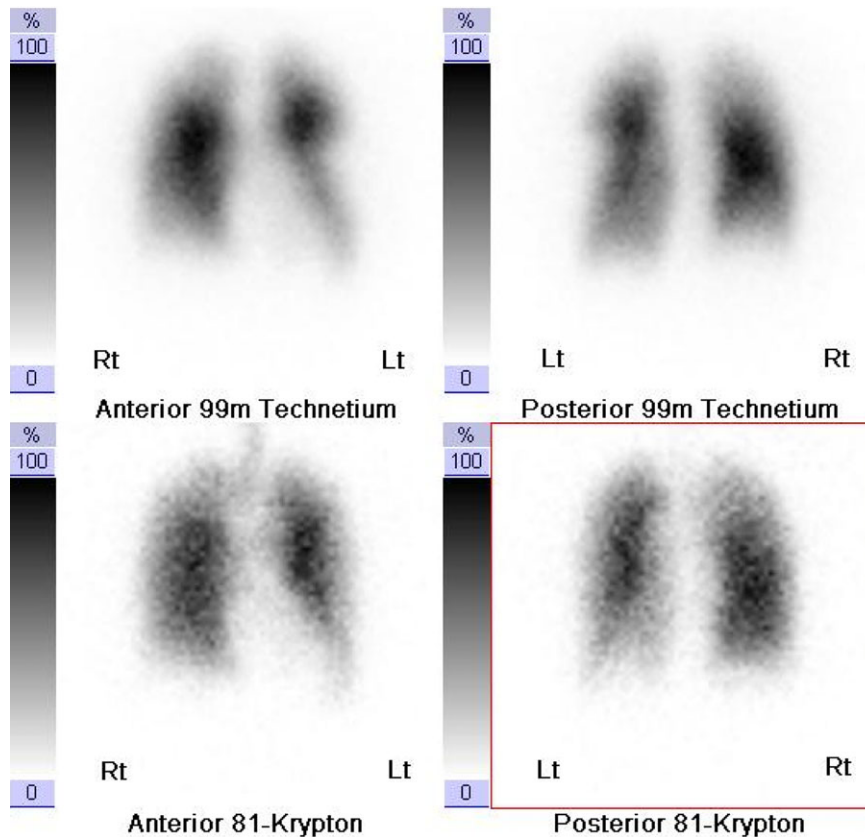 %
100
0
Rt
Lt
Anterior 99m Technetium
%
100
0
Lt
Rt
Posterior 99m Technetium
%
100
0
Rt
Lt
Anterior 81-Krypton
%
100
0
Lt
Rt
Posterior 81-Krypton